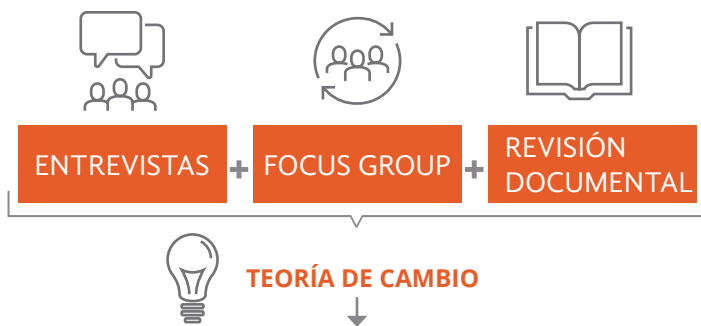 ENTREVISTAS + FOCUS GROUP + REVISIÓN
DOCUMENTAL
TEORÍA DE CAMBIO